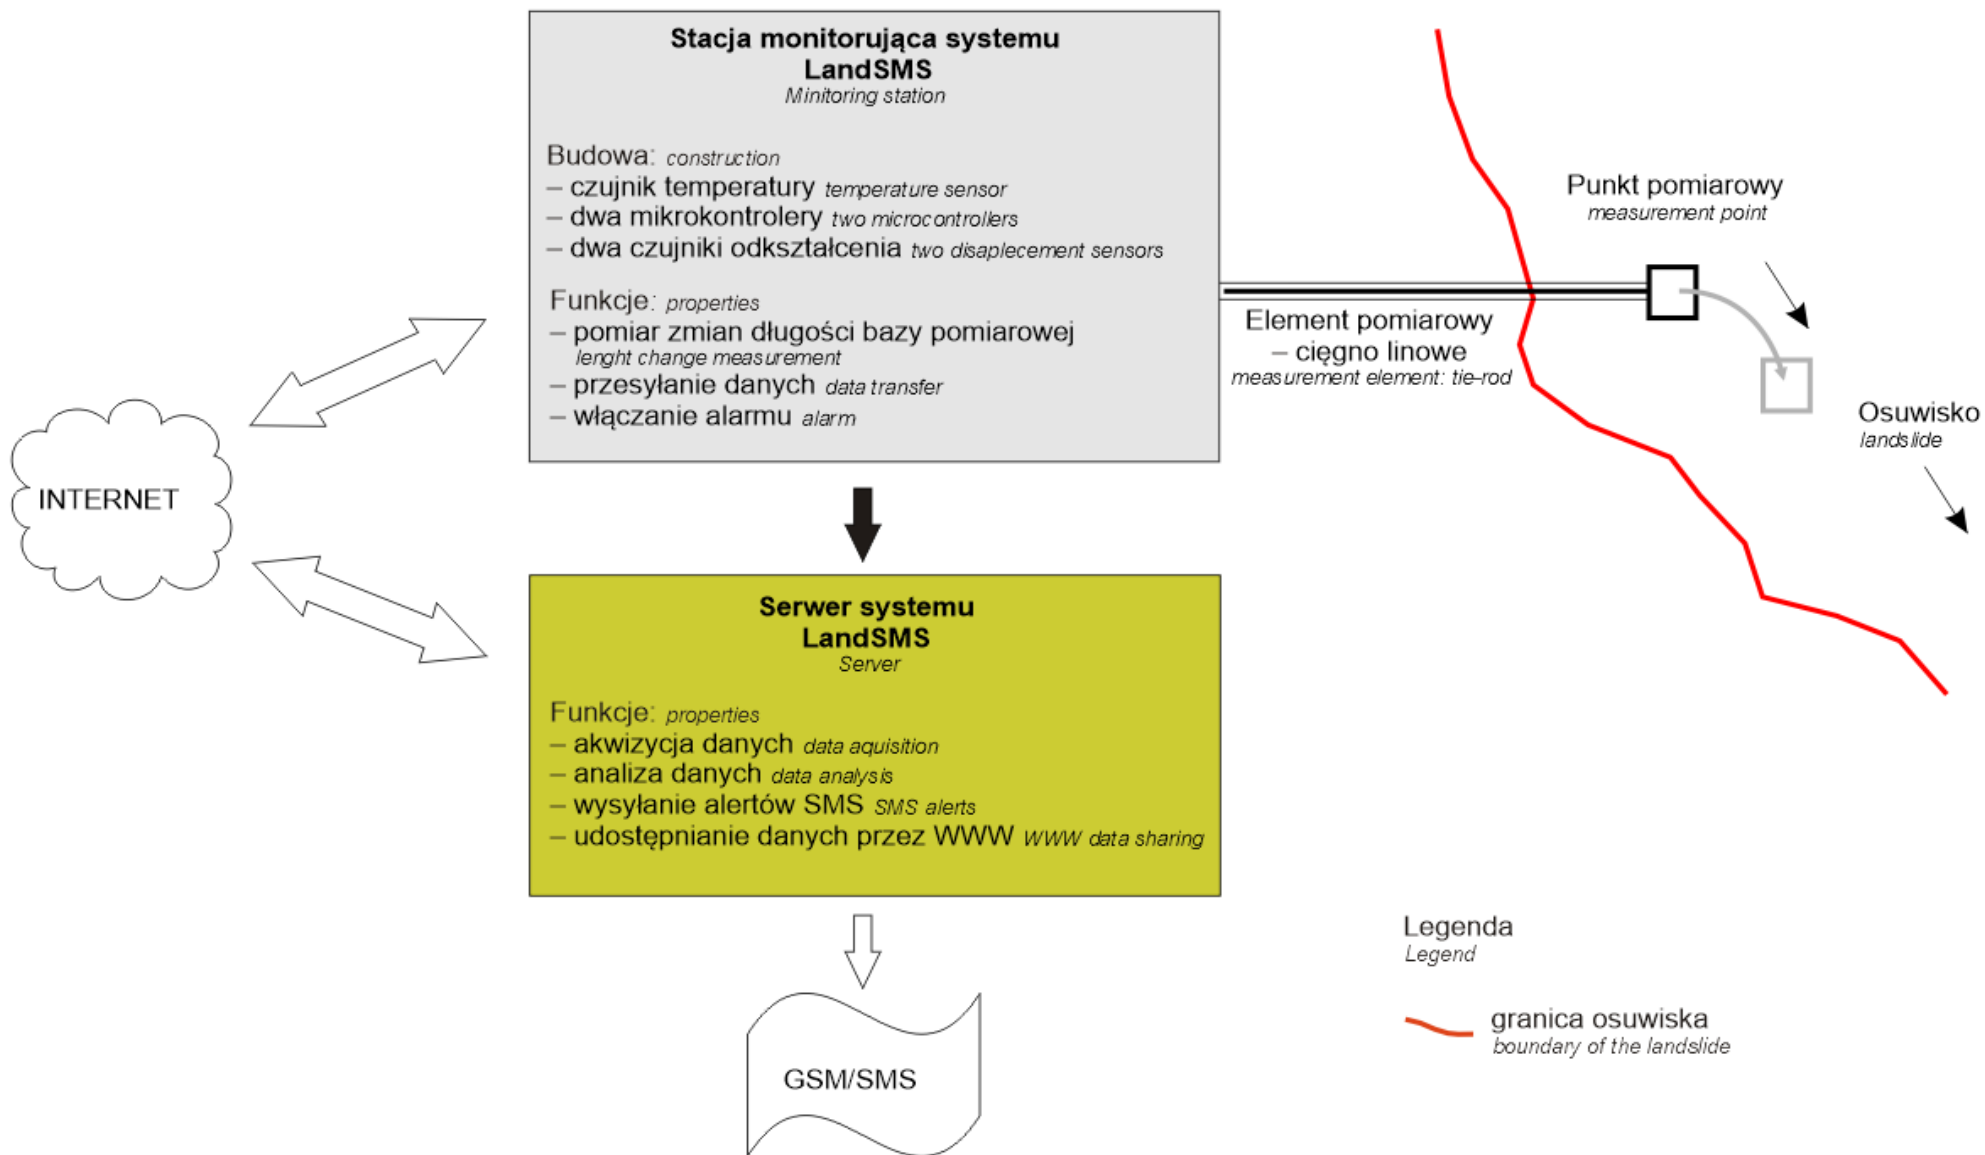 Stacja monitorująca systemu
LandSMS
Minitoring station
Budowa: construction
– czujnik temperatury temperature sensor
– dwa mikrokontrolery two microcontrollers
– dwa czujniki odkształcenia two disaplecement sensors
Funkcje: properties
– pomiar zmian długości bazy pomiarowej
lenght change measurement
– przesyłanie danych data transfer
– włączanie alarmu alarm
Punkt pomiarowy
measurement point
Element pomiarowy
– cięgno linowe
measurement element: tie–rod
Osuwisko
landslide
INTERNET
Serwer systemu
LandSMS
Server
Funkcje: properties
– akwizycja danych data aquisition
– analiza danych data analysis
– wysyłanie alertów SMS SMS alerts
– udostępnianie danych przez WWW WWW data sharing
GSM/SMS
Legenda
Legend
granica osuwiska
boundary of the landslide